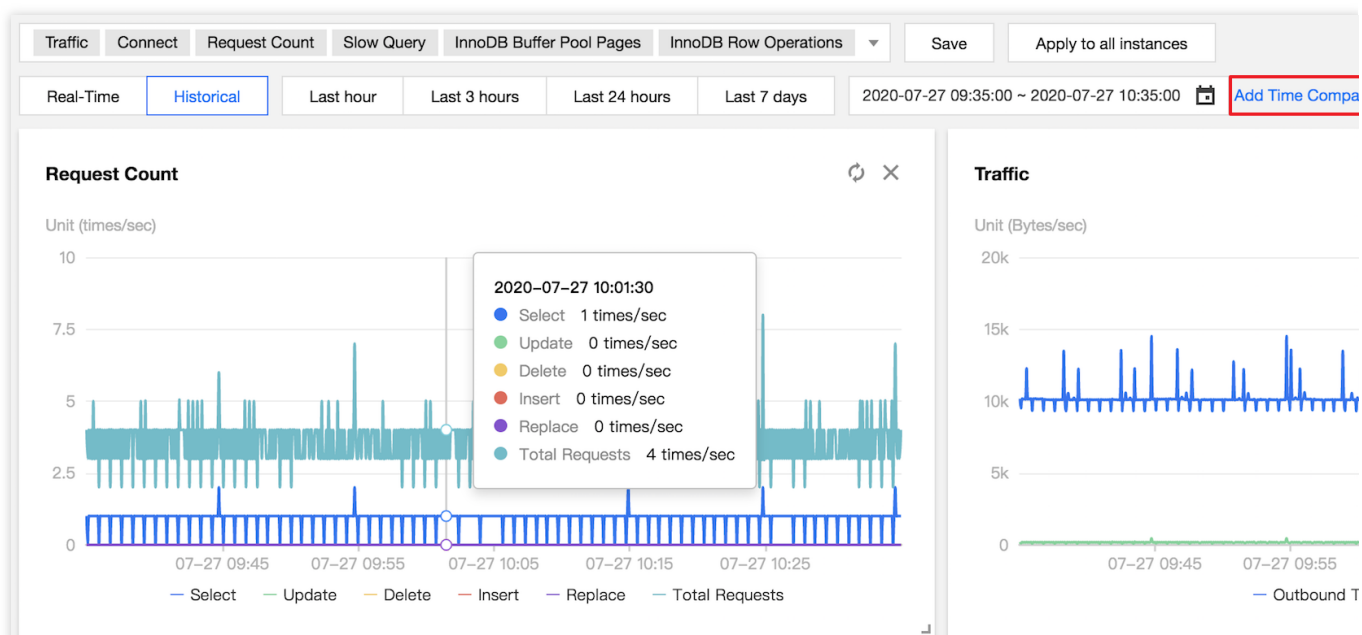 Traffic Connect Request Count Slow Query InnoDB Buffer Pool Pages InnoDB Row Operations Save Apply to all instances
Real-Time Historical Last hour Last 3 hours Last 24 hours Last 7 days 2020-07-27 09:35:00 ~ 2020-07-27 10:35:00 Add Time Compa
Request Count
Unit (times/sec)
10
7.5
5
2.5
0
2020-07-27 10:01:30
Select 1 times/sec
Update 0 times/sec
Delete 0 times/sec
Insert 0 times/sec
Replace 0 times/sec
Total Requests 4 times/sec
07-27 09:45 07-27 09:55 07-27 10:05 07-27 10:15 07-27 10:25
Select Update Delete Insert Replace Total Requests
Traffic
Unit (Bytes/sec)
20k
15k
10k
5k
0
07-27 09:45 07-27 09:55
Outbound T